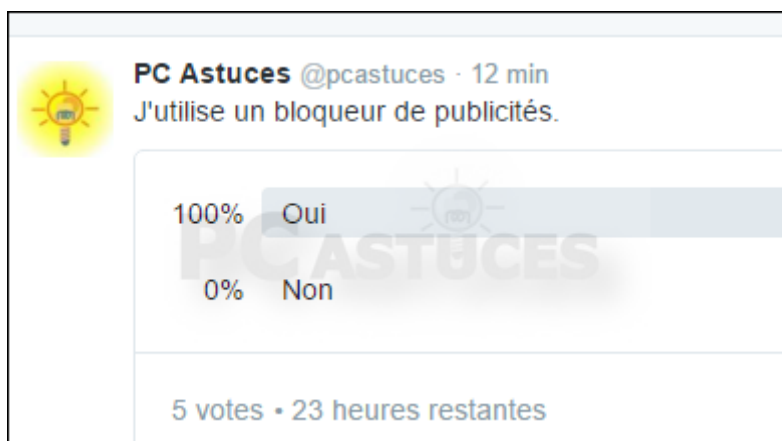 PC Astuces @pcastuces · 12 min
J'utilise un bloqueur de publicités.
100% Oui
PC ASTUCES
0% Non
5 votes • 23 heures restantes